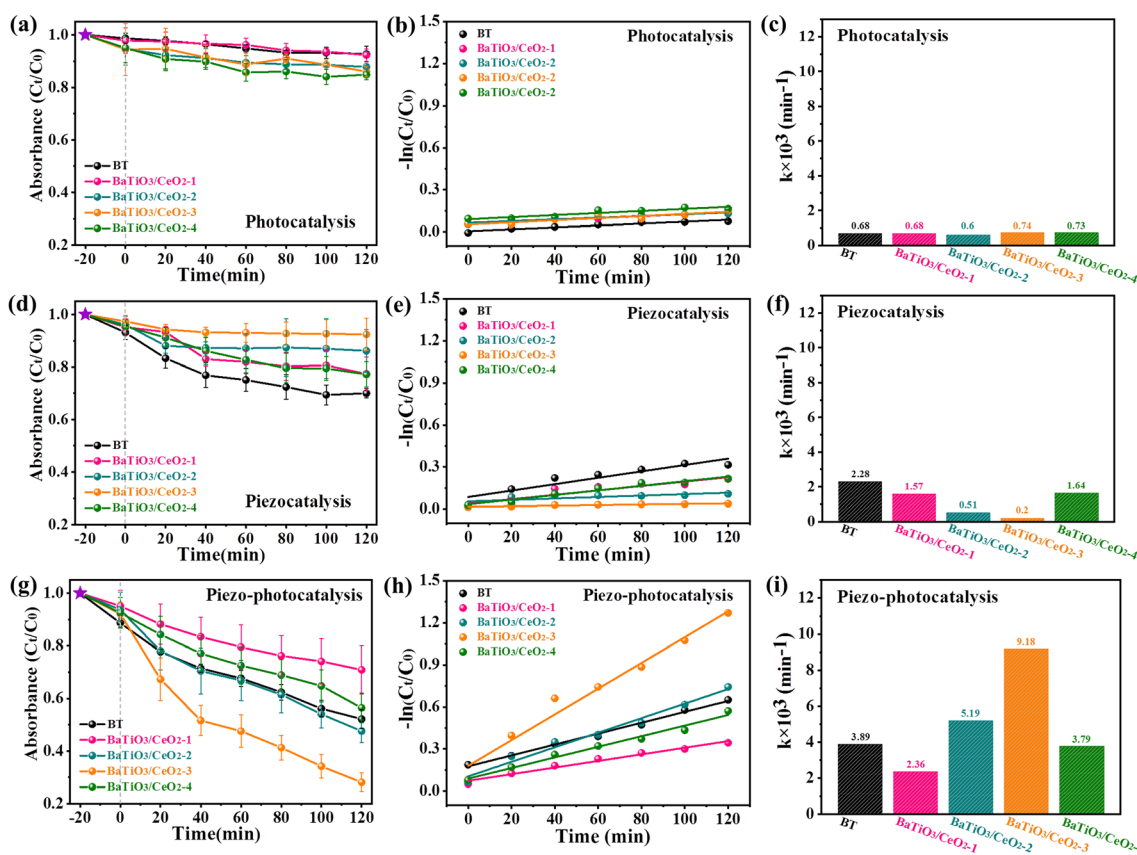 (a)
Absorbance (Ct/C0)
1.0
0.8
0.6
0.4
0.2
BT
BaTiO3/CeO2-1
BaTiO3/CeO2-2
BaTiO3/CeO2-3
BaTiO3/CeO2-4
Photocatalysis
-20 0 20 40 60 80 100 120
Time(min)
(b)
-ln(Ct/C0)
1.5
1.2
0.9
0.6
0.3
0.0
BT
BaTiO3/CeO2-1
BaTiO3/CeO2-2
BaTiO3/CeO2-2
BaTiO3/CeO2-2
Photocatalysis
0 20 40 60 80 100 120
Time (min)
(c)
k×10³ (min⁻¹)
12
10
8
6
4
2
0
Photocatalysis
0.68 0.68 0.6 0.74 0.73
BT BaTiO3/CeO2-1 BaTiO3/CeO2-2 BaTiO3/CeO2-3 BaTiO3/CeO2-4
(d)
Absorbance (Ct/C0)
1.0
0.8
0.6
0.4
0.2
BT
BaTiO3/CeO2-1
BaTiO3/CeO2-2
BaTiO3/CeO2-3
BaTiO3/CeO2-4
Piezocatalysis
-20 0 20 40 60 80 100 120
Time(min)
(e)
-ln(Ct/C0)
1.5
1.2
0.9
0.6
0.3
0.0
BT
BaTiO3/CeO2-1
BaTiO3/CeO2-2
BaTiO3/CeO2-3
BaTiO3/CeO2-4
Piezocatalysis
0 20 40 60 80 100 120
Time (min)
(f)
k×10³ (min⁻¹)
12
10
8
6
4
2
0
Piezocatalysis
2.28 1.57 0.51 0.2 1.64
BT BaTiO3/CeO2-1 BaTiO3/CeO2-2 BaTiO3/CeO2-3 BaTiO3/CeO2-4
(g)
Absorbance (Ct/C0)
1.0
0.8
0.6
0.4
0.2
Piezo-photocatalysis
BT
BaTiO3/CeO2-1
BaTiO3/CeO2-2
BaTiO3/CeO2-3
BaTiO3/CeO2-4
-20 0 20 40 60 80 100 120
Time(min)
(h)
-ln(Ct/C0)
1.5
1.2
0.9
0.6
0.3
0.0
BT
BaTiO3/CeO2-1
BaTiO3/CeO2-2
BaTiO3/CeO2-3
BaTiO3/CeO2-4
Piezo-photocatalysis
0 20 40 60 80 100 120
Time (min)
(i)
k×10³ (min⁻¹)
12
10
8
6
4
2
0
Piezo-photocatalysis
3.89 2.36 5.19 9.18 3.79
BT BaTiO3/CeO2-1 BaTiO3/CeO2-2 BaTiO3/CeO2-3 BaTiO3/CeO2-